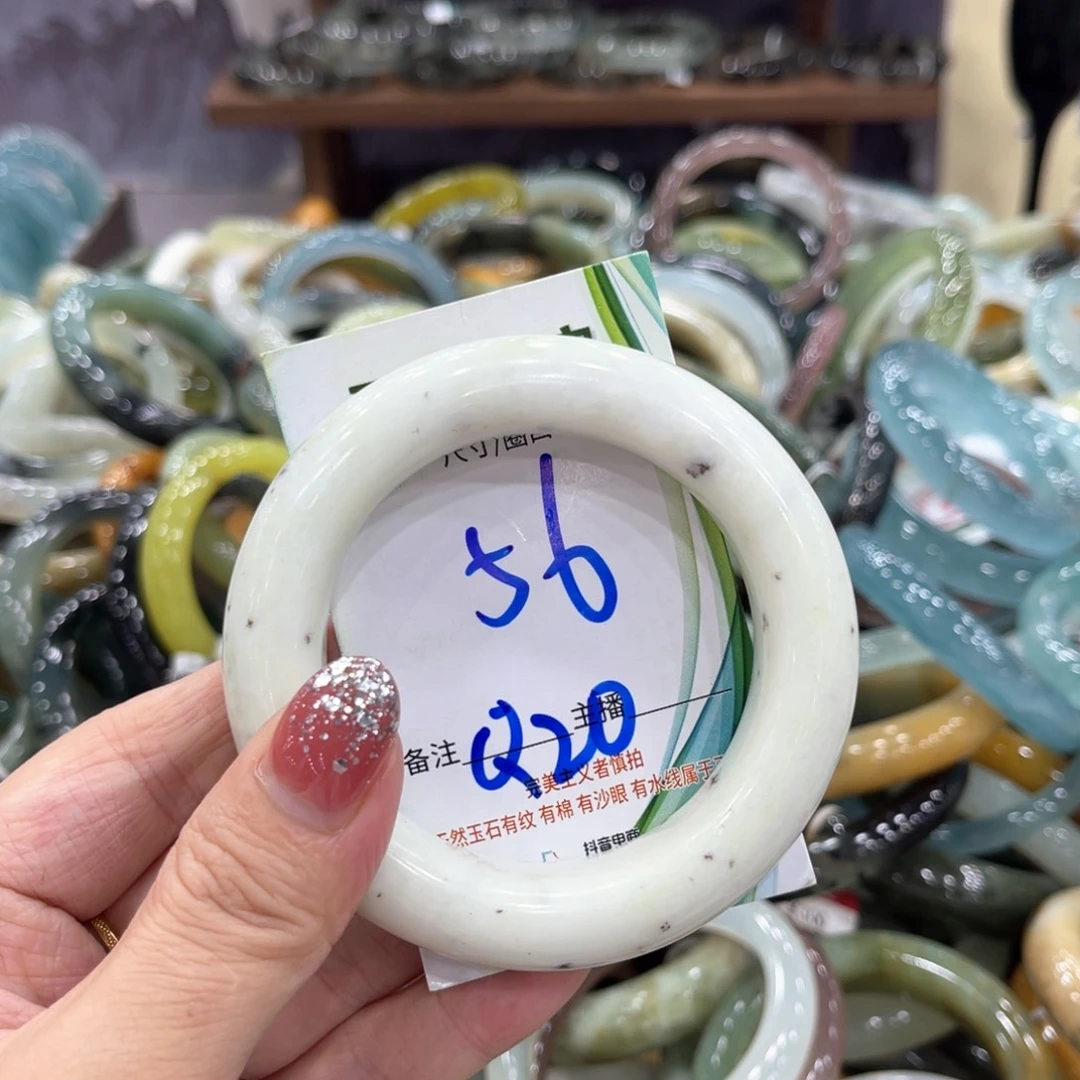 尺寸/圈口
56
备注 Q20 主播
完美主义者慎拍
天然玉石有纹 有棉 有沙眼 有水线属于
抖音电商